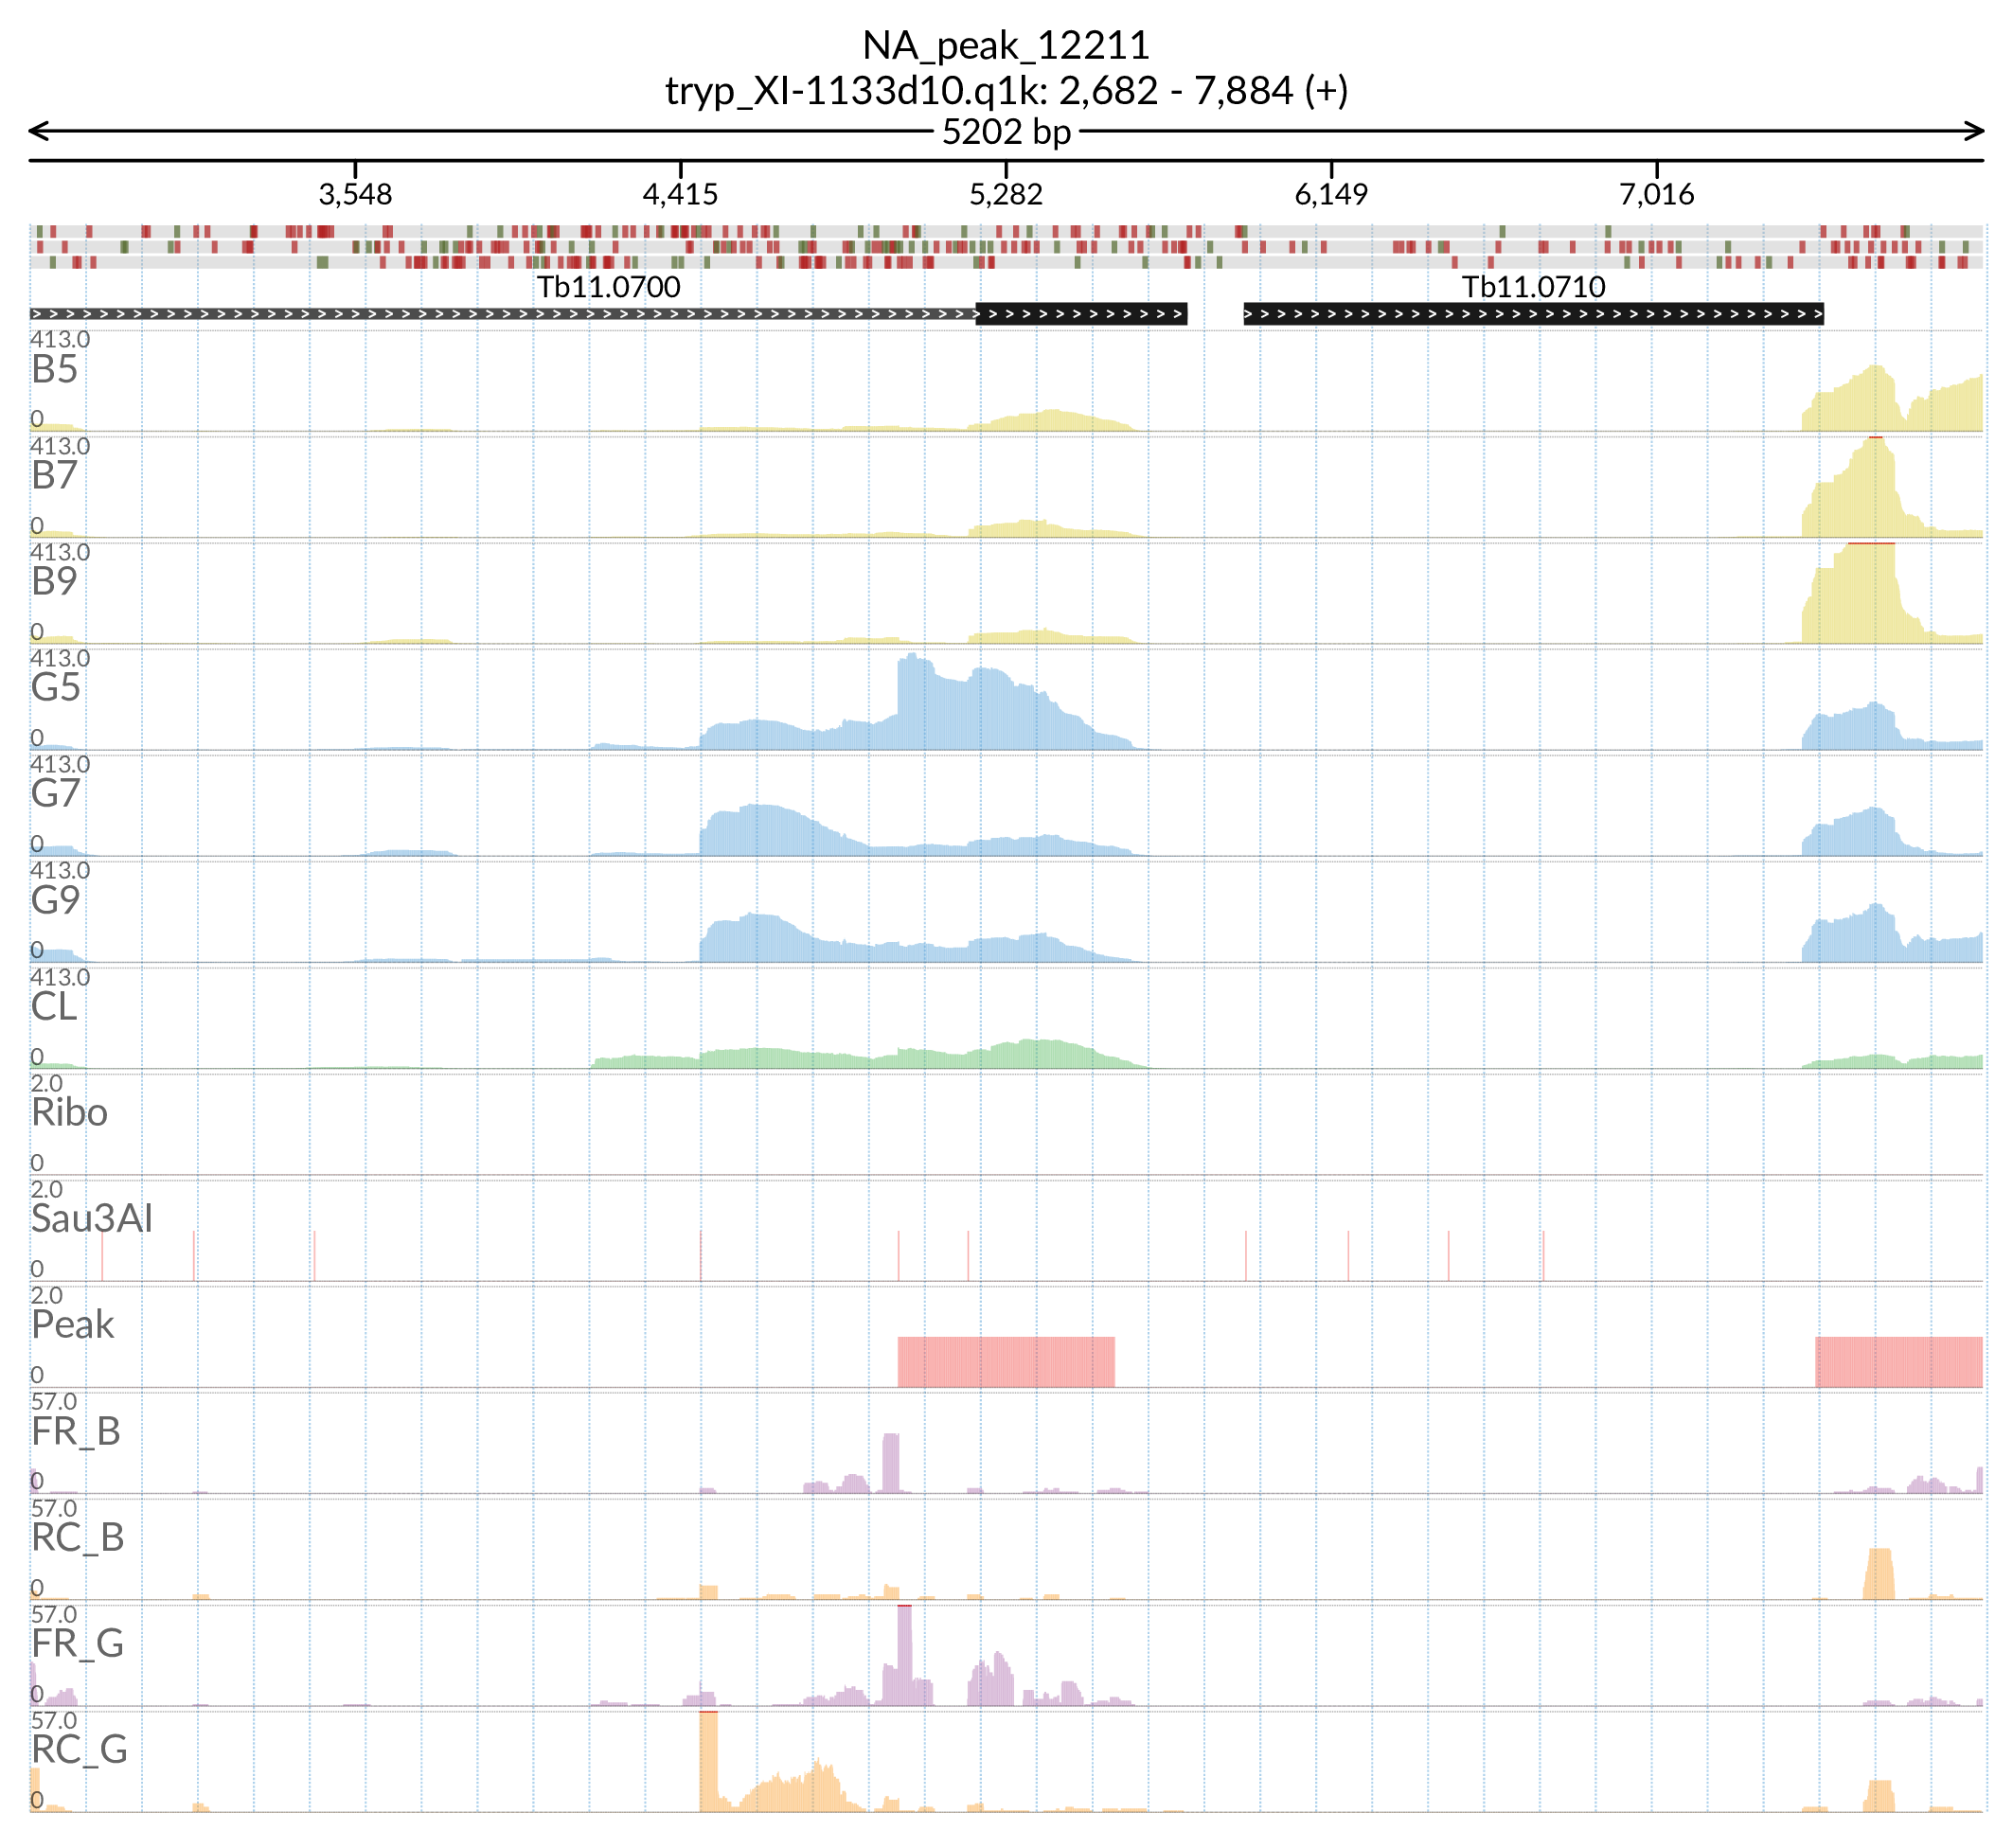 NA_peak_12211
tryp_XI-1133d10.q1k: 2,682 - 7,884 (+)
5202 bp
3,548 4,415 5,282 6,149 7,016
Tb11.0700 Tb11.0710
413.0
B5
0
413.0
B7
0
413.0
B9
0
413.0
G5
0
413.0
G7
0
413.0
G9
0
413.0
CL
0
2.0
Ribo
0
2.0
Sau3AI
0
2.0
Peak
0
57.0
FR_B
0
57.0
RC_B
0
57.0
FR_G
0
57.0
RC_G
0